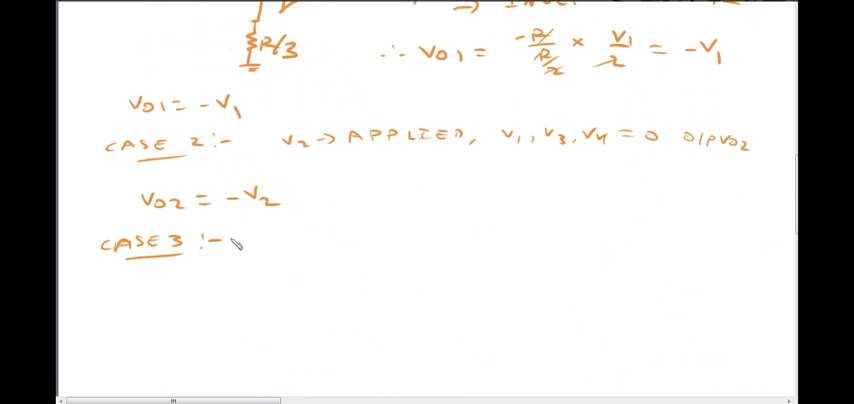 R/3
∴ VO1 = -R/R/2 × V1/2 = -V1
VO1 = -V1
CASE 2 :- V2 → APPLIED, V1, V3, V4 = 0 O/P VO2
VO2 = -V2
CASE 3 :-